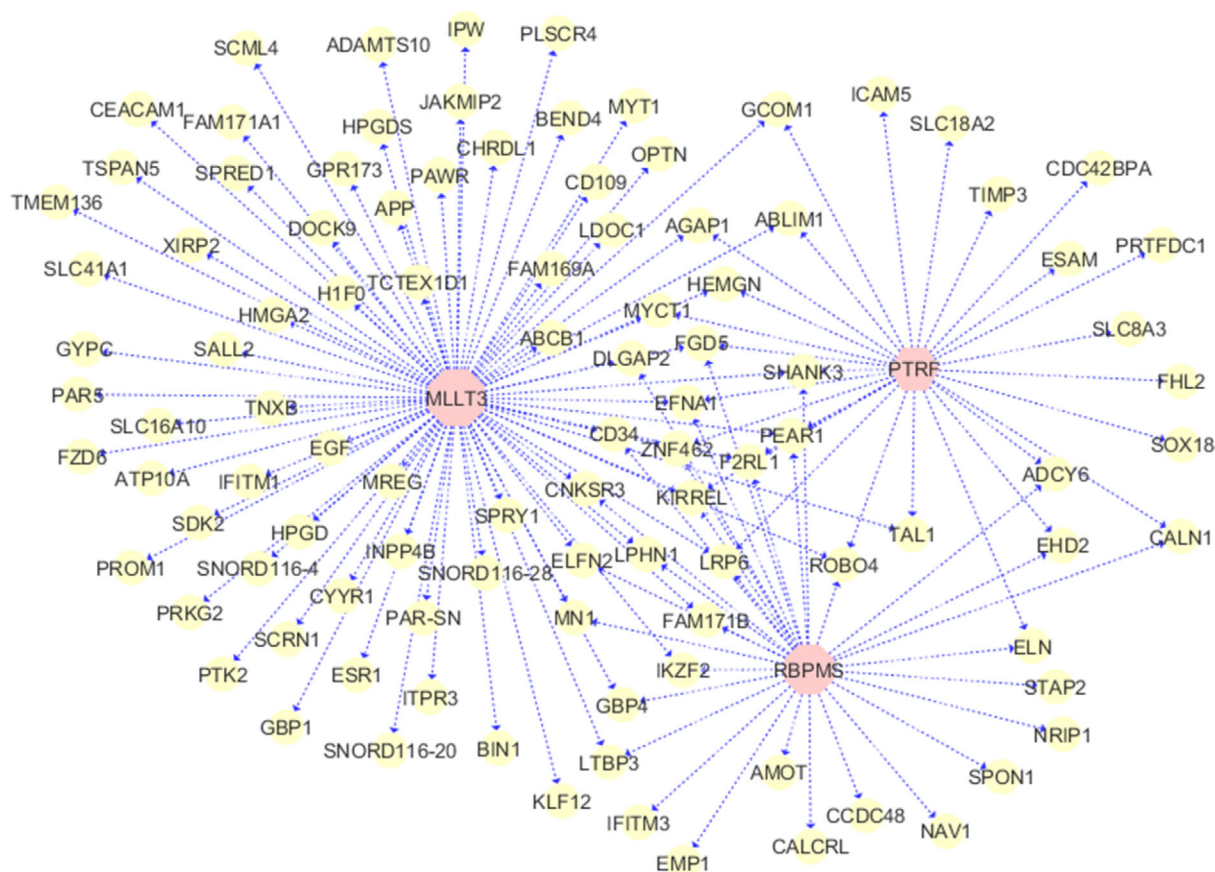 IPW
PLSCR4
SCML4
ADAMTS10
JAKMIP2
ICAM5
CEACAM1
FAM171A1
HPGDS
BEND4
MYT1
GCOM1
SLC18A2
CHRDL1
OPTN
TSPAN5
SPRED1
GPR173
PAWR
CD109
CDC42BPA
TIMP3
TMEM136
APP
DOCK9
LDOC1
AGAP1
ABLIM1
XIRP2
PRTFDC1
SLC41A1
FAM169A
ESAM
H1F0
TCTEX1D1
HEMGN
HMGA2
MYCT1
SLC8A3
GYPC
SALL2
ABCB1
DLGAP2
FGD5
SHANK3
PTRF
FHL2
PAR5
TNXB
MLLT3
EFNA1
SLC16A10
CD34
ZNF462
PEAR1
SOX18
FZD6
EGF
F2RL1
ATP10A
IFITM1
MREG
CNKSR3
KIRREL
ADCY6
SDK2
HPGD
SPRY1
TAL1
CALN1
PROM1
SNORD116-4
INPP4B
SNORD116-28
ELFN2
LPHN1
LRP6
ROBO4
EHD2
PRKG2
CYYR1
PAR-SN
MN1
FAM171B
SCRN1
ELN
PTK2
ESR1
ITPR3
IKZF2
RBPMS
STAP2
GBP1
GBP4
NRIP1
SNORD116-20
BIN1
LTBP3
AMOT
SPON1
KLF12
IFITM3
CCDC48
NAV1
CALCRL
EMP1